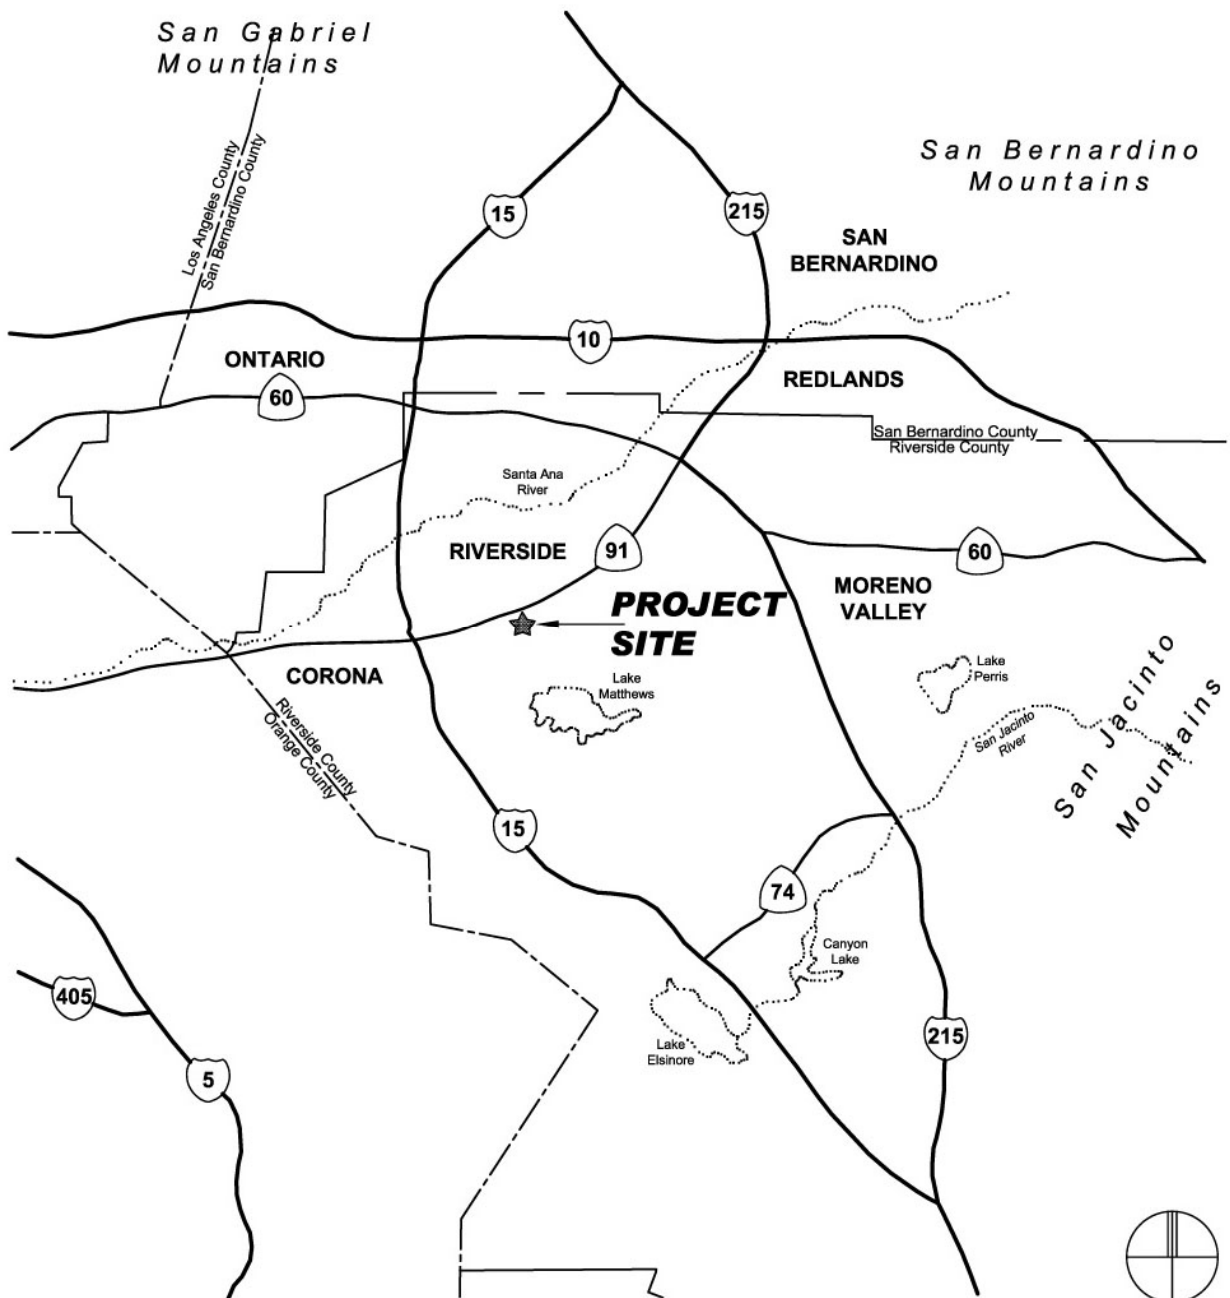 San Gabriel
Mountains
San Bernardino
Mountains
Los Angeles County
San Bernardino County
15
215
SAN
BERNARDINO
10
ONTARIO
60
REDLANDS
San Bernardino County
Riverside County
Santa Ana
River
RIVERSIDE
91
60
PROJECT
SITE
MORENO
VALLEY
CORONA
Lake
Matthews
Lake
Perris
San Jacinto
Mountains
San Jacinto
River
Riverside County
Orange County
15
74
Canyon
Lake
405
Lake
Elsinore
215
5